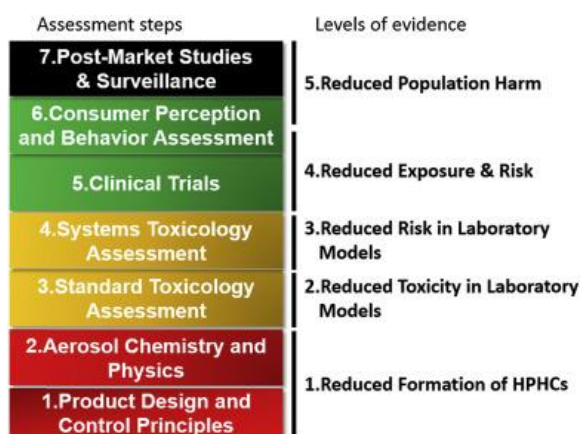 Assessment steps
Levels of evidence
7.Post-Market Studies
& Surveillance
6.Consumer Perception
and Behavior Assessment
5.Clinical Trials
4.Systems Toxicology
Assessment
3.Standard Toxicology
Assessment
2.Aerosol Chemistry and
Physics
1.Product Design and
Control Principles
5.Reduced Population Harm
4.Reduced Exposure & Risk
3.Reduced Risk in Laboratory
Models
2.Reduced Toxicity in Laboratory
Models
1.Reduced Formation of HPHCs